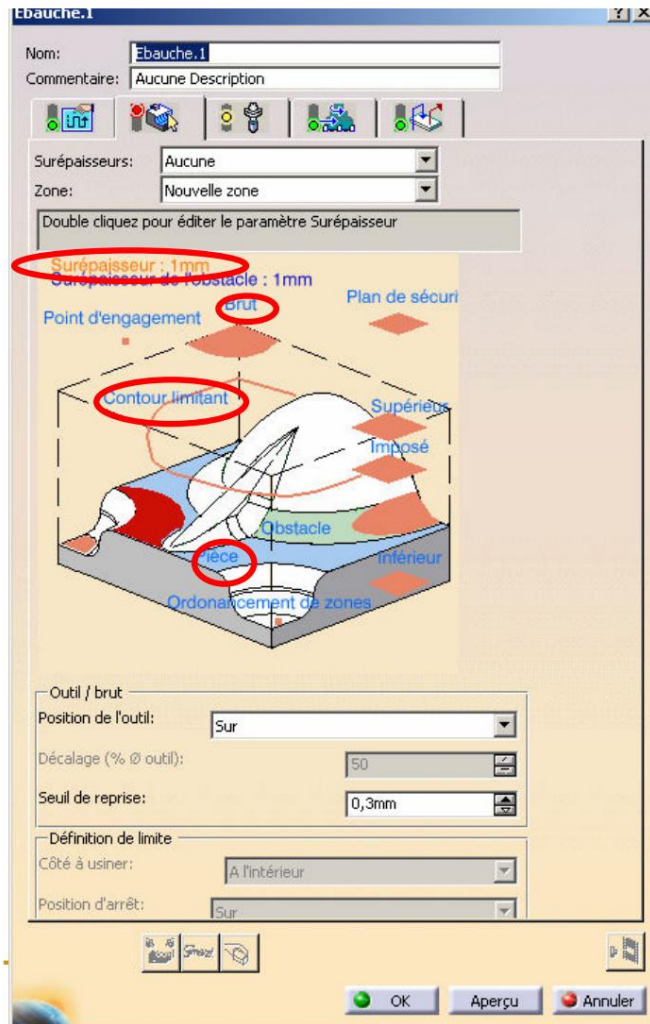 Ebauche.1
Nom: Ebauche.1
Commentaire: Aucune Description
Surépaisseurs: Aucune
Zone: Nouvelle zone
Double cliquez pour éditer le paramètre Surépaisseur
Surépaisseur : 1mm
Surépaisseur de l'obstacle : 1mm
Brut
Plan de sécuri
Point d'engagement
Contour limitant
Supérieur
Imposé
Obstacle
Pièce
Inférieur
Ordonancement de zones
Outil / brut
Position de l'outil: Sur
Décalage (% Ø outil): 50
Seuil de reprise: 0,3mm
Définition de limite
Côté à usiner: A l'intérieur
Position d'arrêt: Sur
OK Aperçu Annuler